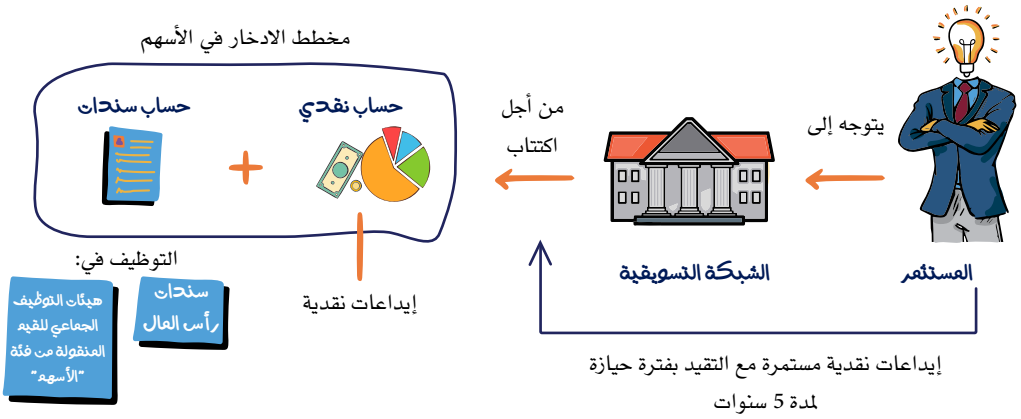 مخطط الادخار في الأسهم
يتوجه إلى
من أجل
اكتتاب
حساب نقدي
حساب سندات
المستثمر
الشبكة التسويقية
إيداعات نقدية
التوظيف في:
سندات
رأس المال
هيئات التوظيف
الجماعي للقيم
المنقولة من فئة
"الأسهم"
إيداعات نقدية مستمرة مع التقيد بفترة حيازة
لمدة 5 سنوات